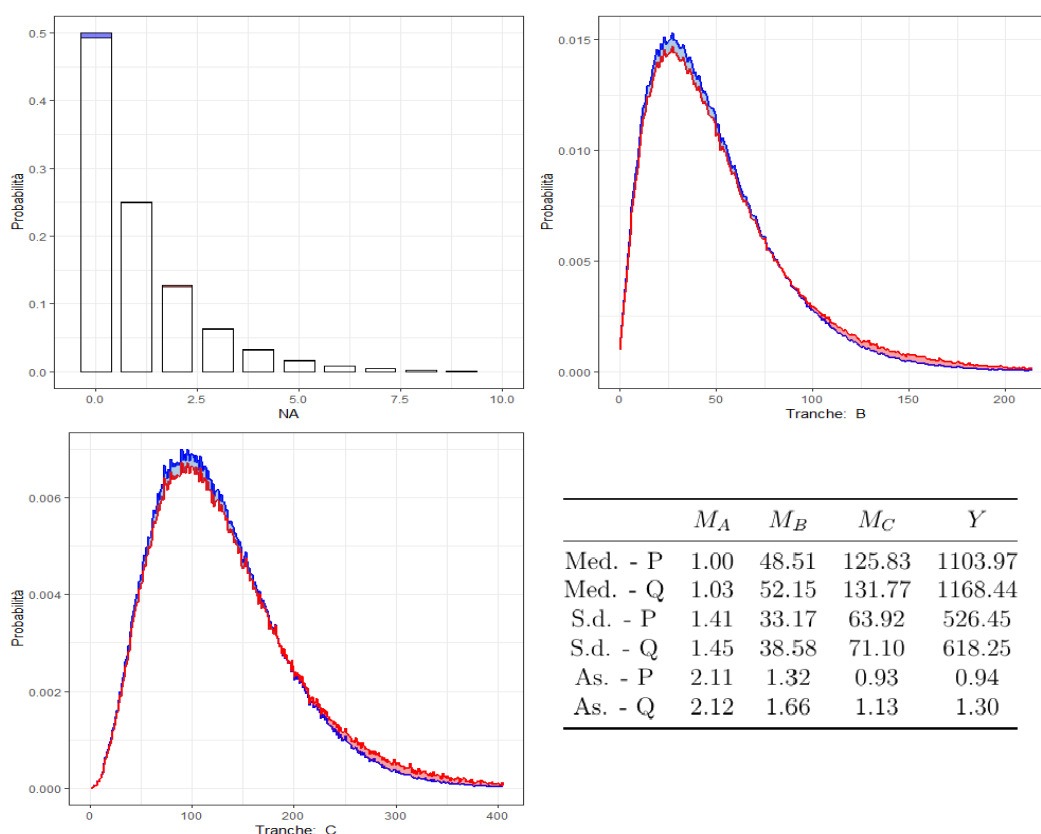 0.5
0.4
0.3
0.2
0.1
0.0
Probabilità
0.0 2.5 5.0 7.5 10.0
NA
0.015
0.010
0.005
0.000
Probabilità
0 50 100 150 200
Tranche: B
0.006
0.004
0.002
0.000
Probabilità
0 100 200 300 400
Tranche: C
M_A M_B M_C Y
Med. - P 1.00 48.51 125.83 1103.97
Med. - Q 1.03 52.15 131.77 1168.44
S.d. - P 1.41 33.17 63.92 526.45
S.d. - Q 1.45 38.58 71.10 618.25
As. - P 2.11 1.32 0.93 0.94
As. - Q 2.12 1.66 1.13 1.30